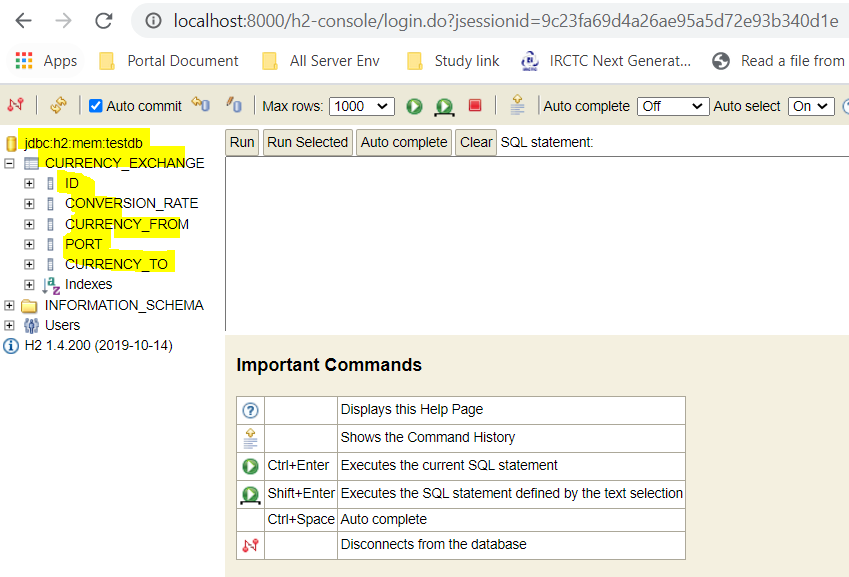 localhost:8000/h2-console/login.do?jsessionid=9c23fa69d4a26ae95a5d72e93b340d1e
Apps Portal Document All Server Env Study link IRCTC Next Generat... Read a file from
Auto commit Max rows: 1000 Auto complete Off Auto select On
jdbc:h2:mem:testdb
CURRENCY_EXCHANGE
ID
CONVERSION_RATE
CURRENCY_FROM
PORT
CURRENCY_TO
Indexes
INFORMATION_SCHEMA
Users
H2 1.4.200 (2019-10-14)
Run Run Selected Auto complete Clear SQL statement:
Important Commands
Displays this Help Page
Shows the Command History
Ctrl+Enter Executes the current SQL statement
Shift+Enter Executes the SQL statement defined by the text selection
Ctrl+Space Auto complete
Disconnects from the database